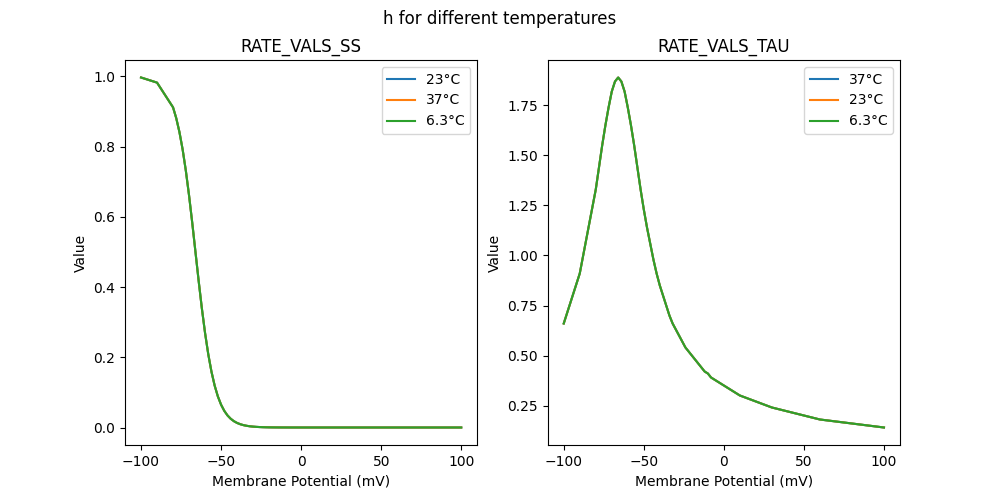 h for different temperatures
RATE_VALS_SS
1.0
0.8
0.6
0.4
0.2
0.0
Value
−100
−50
0
50
100
Membrane Potential (mV)
23°C
37°C
6.3°C
RATE_VALS_TAU
1.75
1.50
1.25
1.00
0.75
0.50
0.25
Value
−100
−50
0
50
100
Membrane Potential (mV)
37°C
23°C
6.3°C